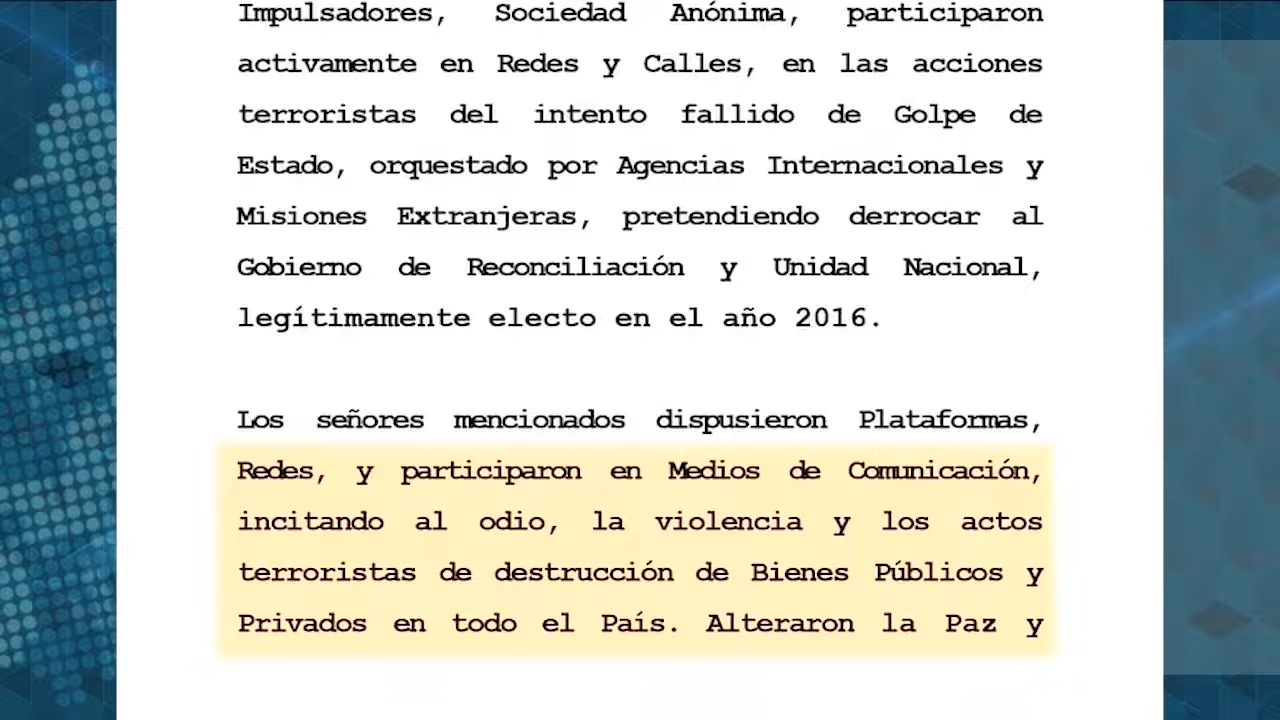 Impulsadores, Sociedad Anónima, participaron
activamente en Redes y Calles, en las acciones
terroristas del intento fallido de Golpe de
Estado, orquestado por Agencias Internacionales y
Misiones Extranjeras, pretendiendo derrocar al
Gobierno de Reconciliación y Unidad Nacional,
legítimamente electo en el año 2016.
Los señores mencionados dispusieron Plataformas,
Redes, y participaron en Medios de Comunicación,
incitando al odio, la violencia y los actos
terroristas de destrucción de Bienes Públicos y
Privados en todo el País. Alteraron la Paz y